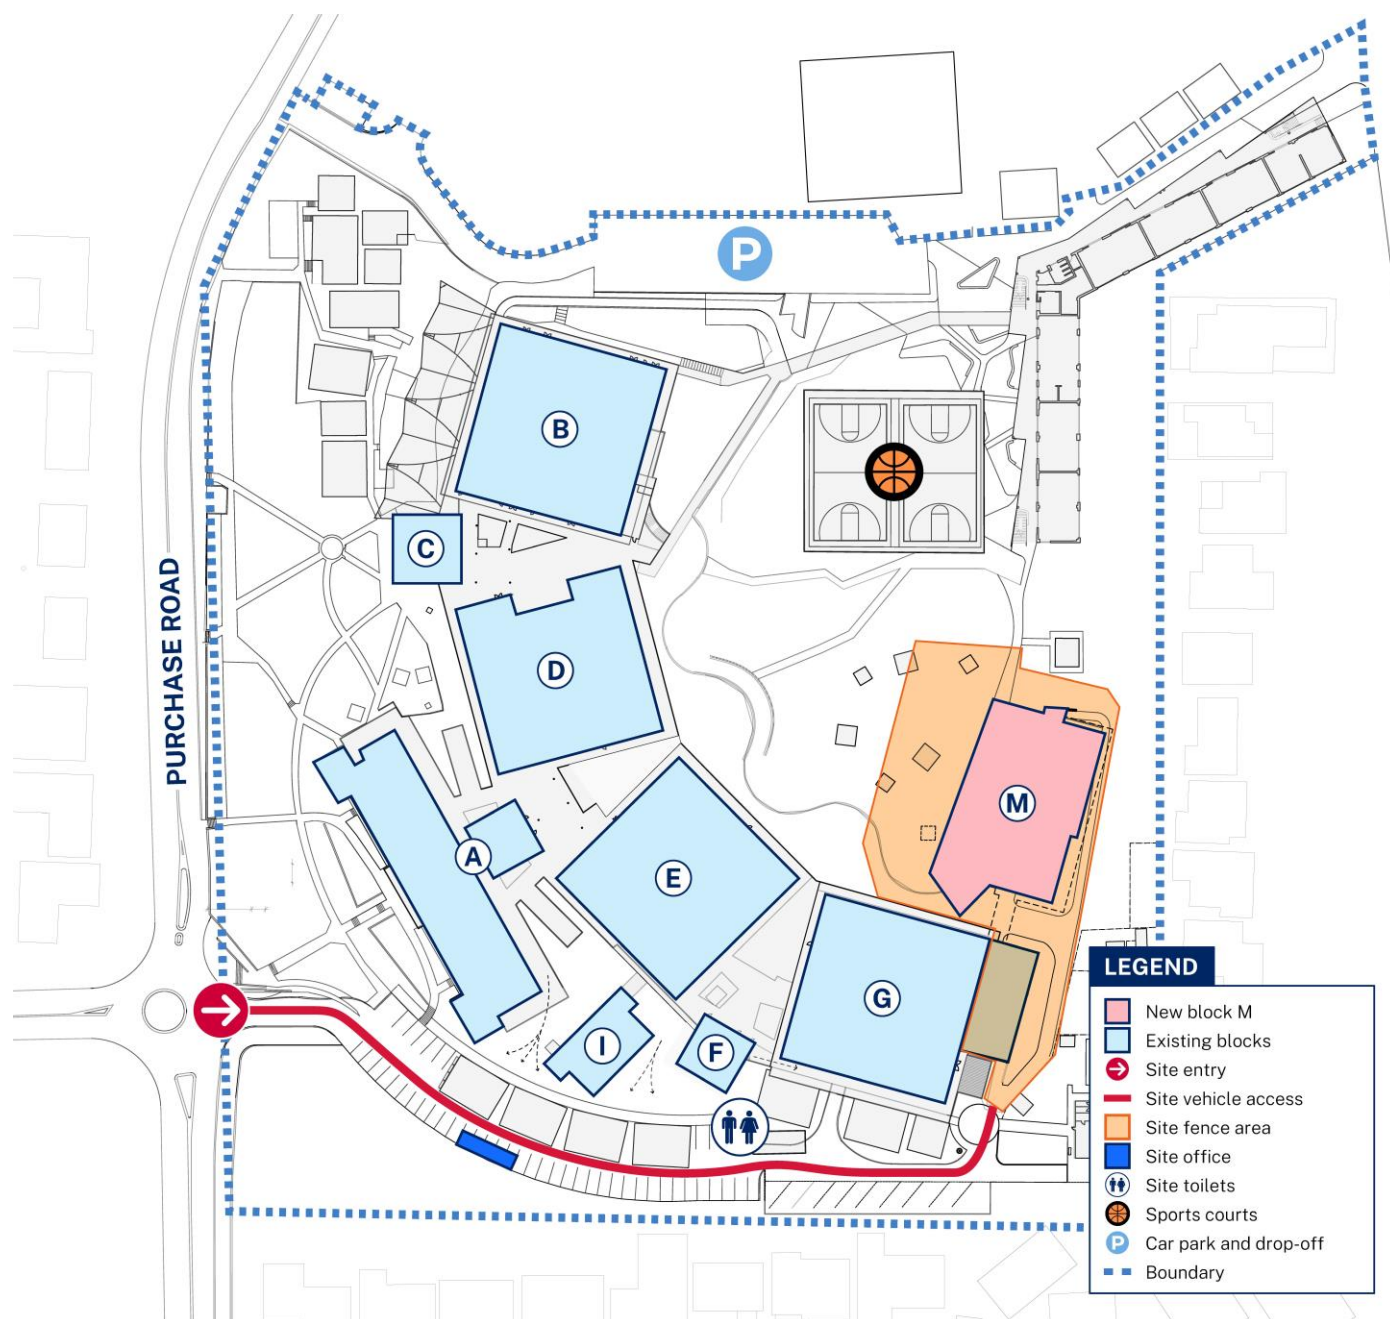 P
B
C
PURCHASE ROAD
D
M
A
E
G
I
F
LEGEND
New block M
Existing blocks
Site entry
Site vehicle access
Site fence area
Site office
Site toilets
Sports courts
P Car park and drop-off
Boundary